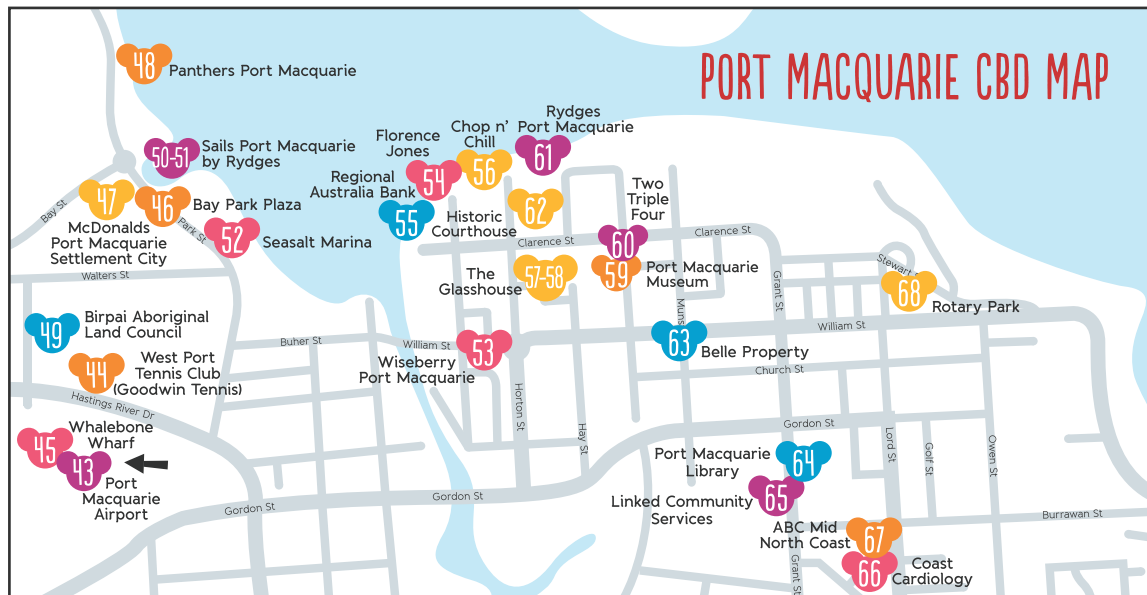 PORT MACQUARIE CBD MAP
48
Panthers Port Macquarie
50-51
Sails Port Macquarie
by Rydges
47
McDonalds
Port Macquarie
Settlement City
46
Bay Park Plaza
52
Seasalt Marina
Bay St
Park St
Walters St
Florence
Jones
54
Chop n'
Chill
56
Rydges
Port Macquarie
61
Regional
Australia Bank
55
Historic
Courthouse
62
Two
Triple
Four
60
Clarence St
Clarence St
The
Glasshouse
57-58
59
Port Macquarie
Museum
Grant St
Stewart
68
Rotary Park
49
Birpai Aboriginal
Land Council
44
West Port
Tennis Club
(Goodwin Tennis)
Hastings River Dr
Buher St
William St
53
Wiseberry
Port Macquarie
Muns
63
Belle Property
William St
Church St
Horton St
Hay St
45
Whalebone
Wharf
43
Port
Macquarie
Airport
Gordon St
Gordon St
Gordon St
Port Macquarie
Library
64
65
Linked Community
Services
Lord St
Golf St
Owen St
ABC Mid
North Coast
67
66
Coast
Cardiology
Burrawan St
Grant St